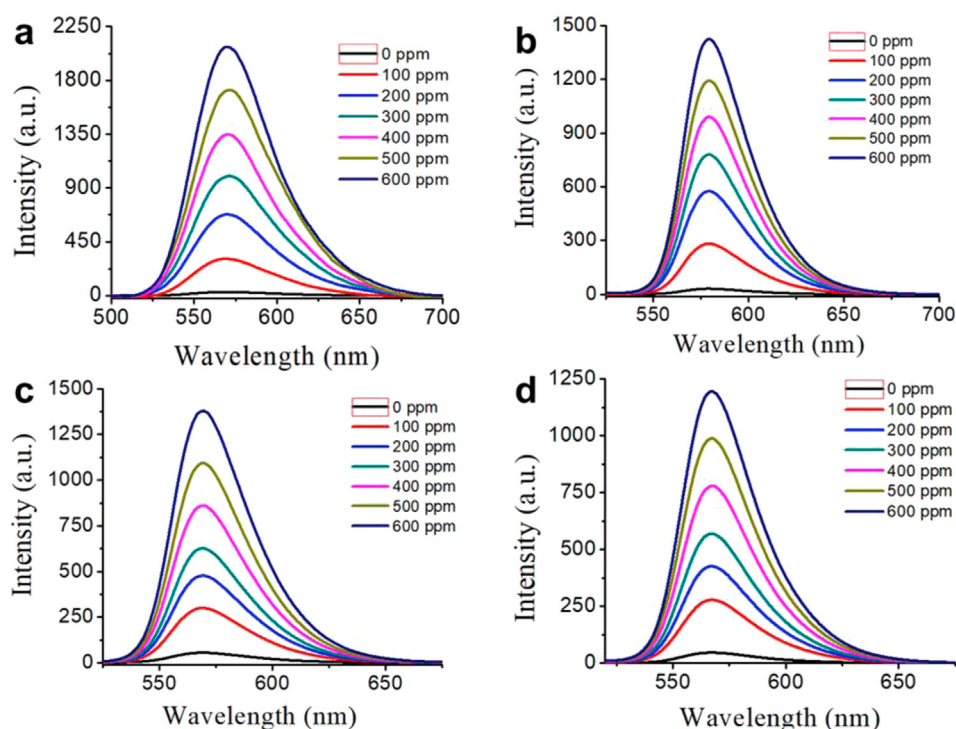 a
Intensity (a.u.)
2250
1800
1350
900
450
0
500
550
600
650
700
Wavelength (nm)
0 ppm
100 ppm
200 ppm
300 ppm
400 ppm
500 ppm
600 ppm
b
Intensity (a.u.)
1500
1200
900
600
300
0
550
600
650
700
Wavelength (nm)
0 ppm
100 ppm
200 ppm
300 ppm
400 ppm
500 ppm
600 ppm
c
Intensity (a.u.)
1500
1250
1000
750
500
250
0
550
600
650
Wavelength (nm)
0 ppm
100 ppm
200 ppm
300 ppm
400 ppm
500 ppm
600 ppm
d
Intensity (a.u.)
1250
1000
750
500
250
0
550
600
650
Wavelength (nm)
0 ppm
100 ppm
200 ppm
300 ppm
400 ppm
500 ppm
600 ppm